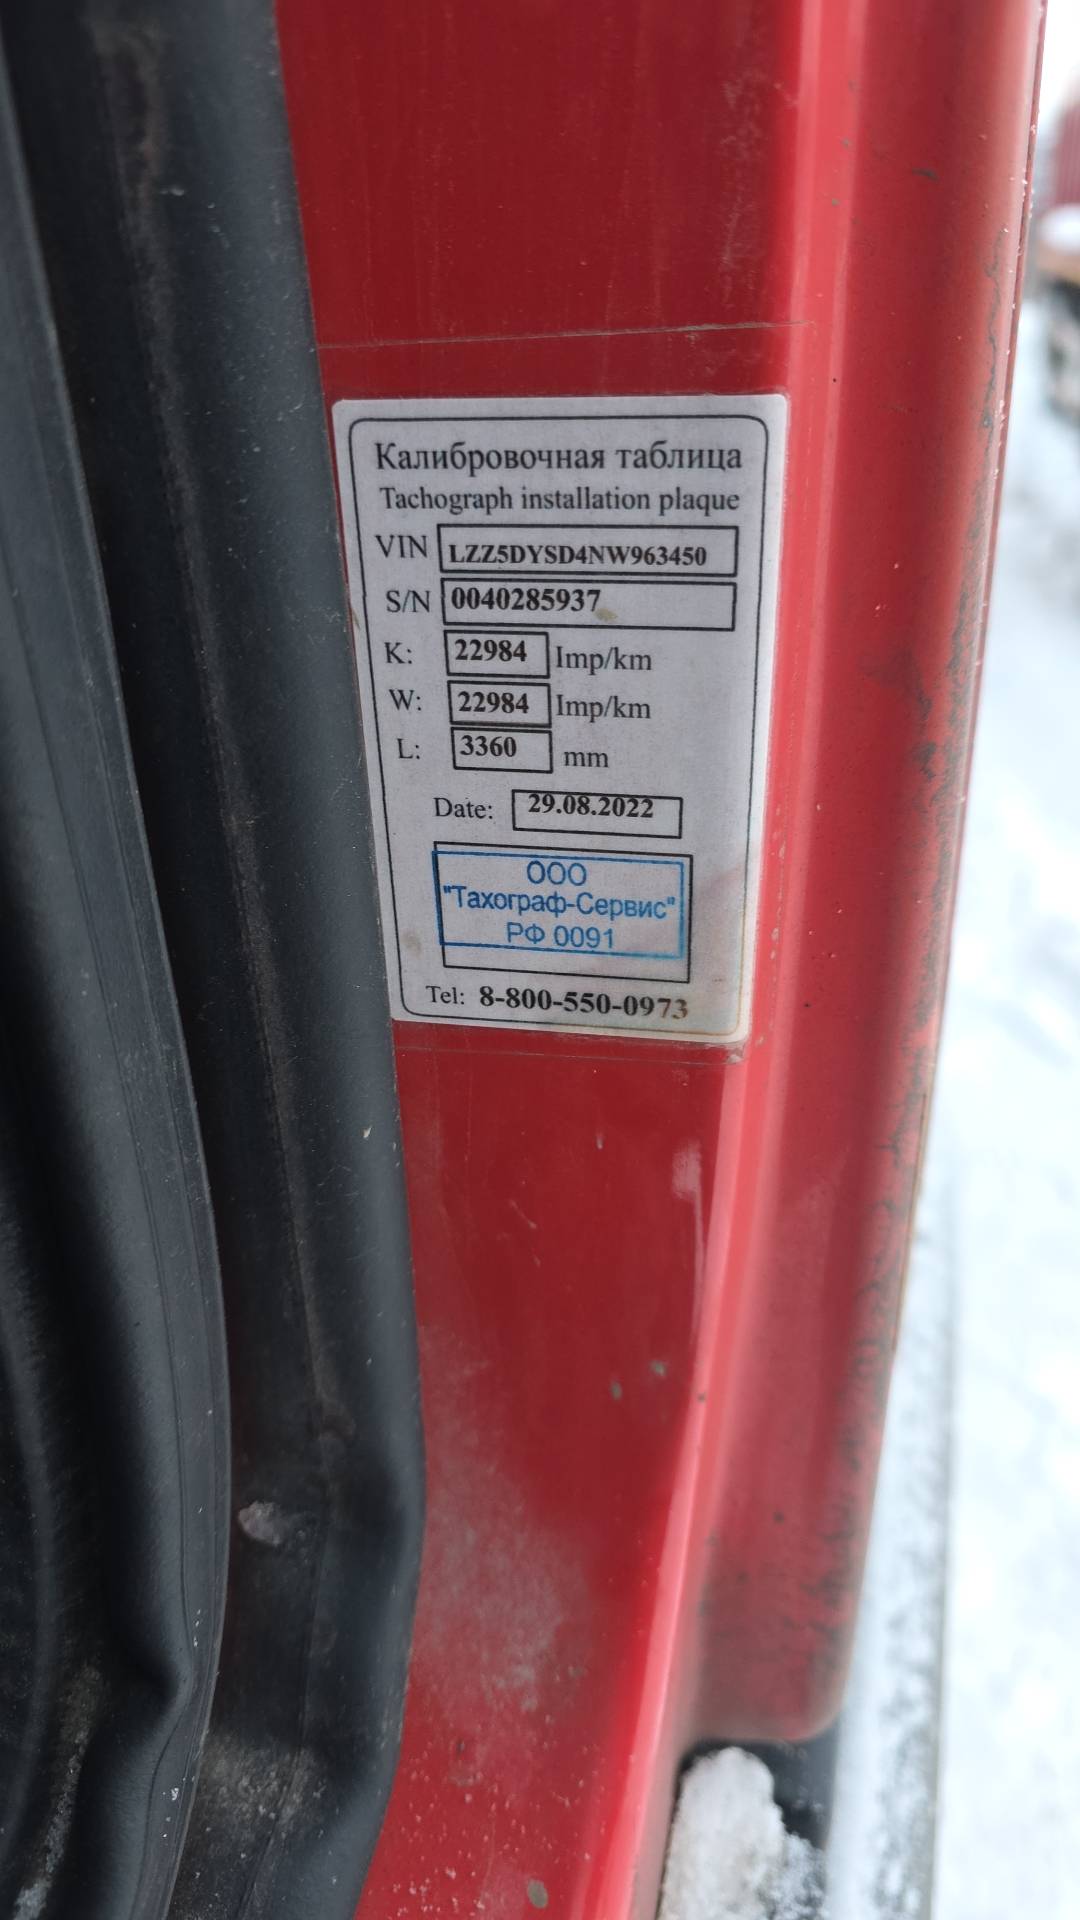 Калибровочная таблица
Tachograph installation plaque
VIN LZZ5DYSD4NW963450
S/N 0040285937
K: 22984 Imp/km
W: 22984 Imp/km
L: 3360 mm
Date: 29.08.2022
ООО
"Тахограф-Сервис"
РФ 0091
Tel: 8-800-550-0973